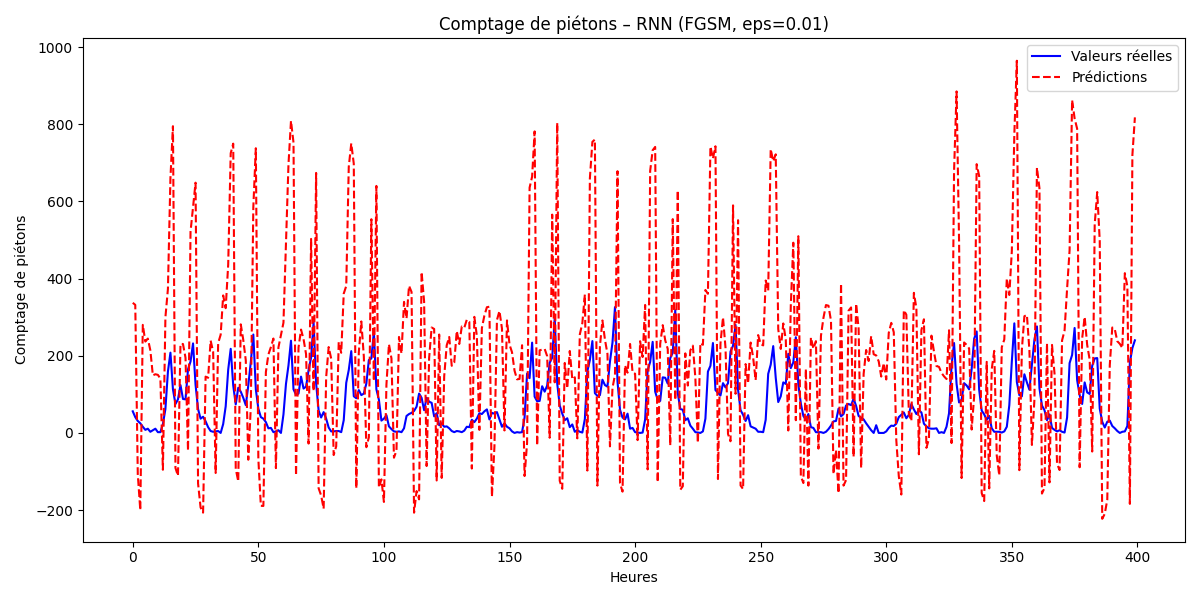 Comptage de piétons – RNN (FGSM, eps=0.01)
Valeurs réelles
Prédictions
Comptage de piétons
1000
800
600
400
200
0
−200
0 50 100 150 200 250 300 350 400
Heures